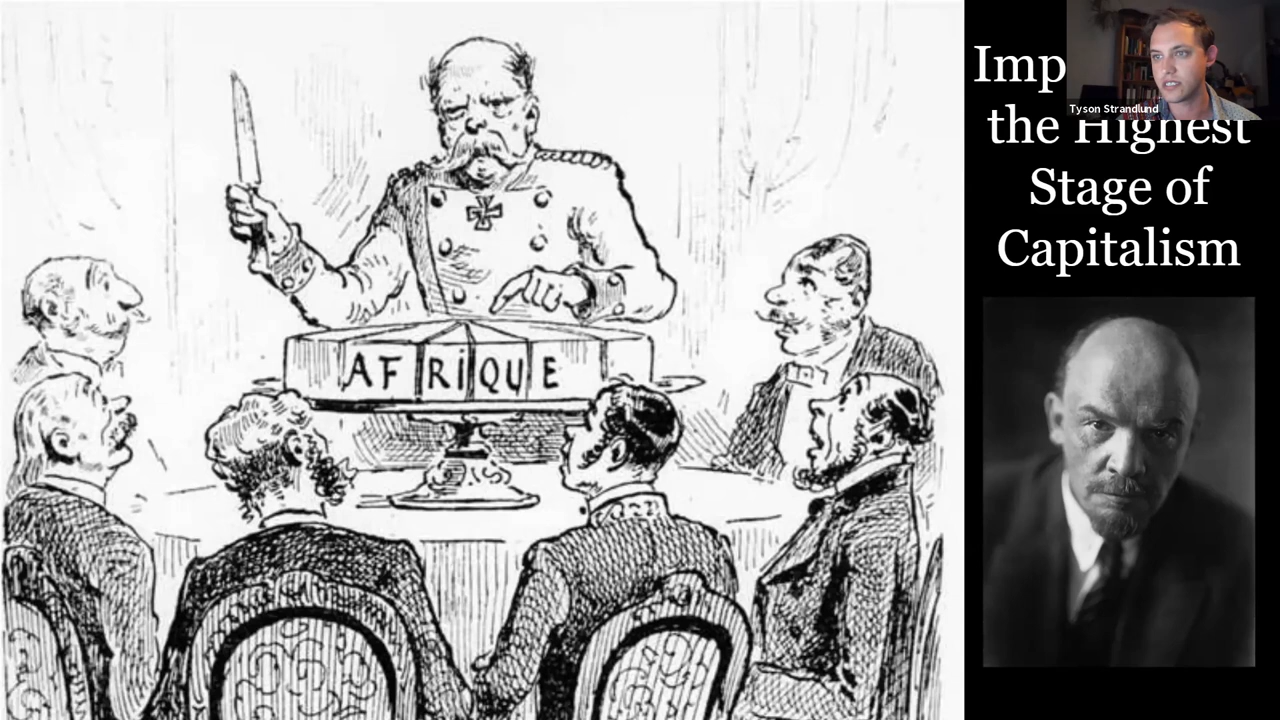 AFRIQUE
Imp
Tyson Strandlund
the Highest
Stage of
Capitalism